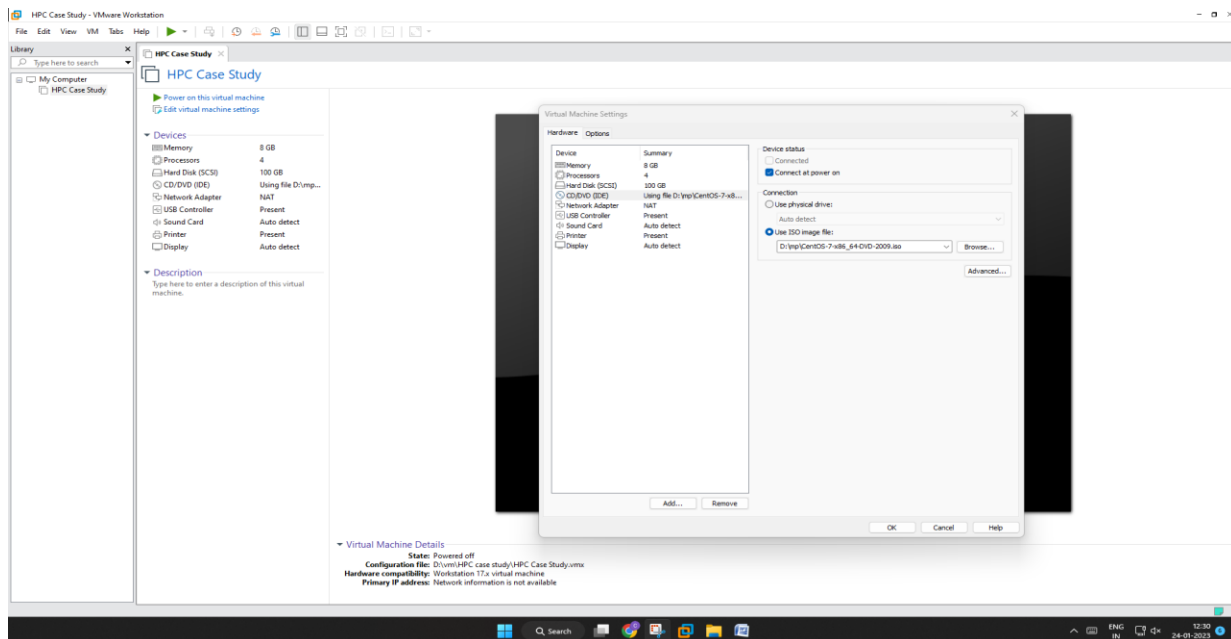 HPC Case Study - VMware Workstation
File Edit View VM Tabs Help
Library
Type here to search
My Computer
HPC Case Study
HPC Case Study
HPC Case Study
Power on this virtual machine
Edit virtual machine settings
Devices
Memory 8 GB
Processors 4
Hard Disk (SCSI) 100 GB
CD/DVD (IDE) Using file D:\mp...
Network Adapter NAT
USB Controller Present
Sound Card Auto detect
Printer Present
Display Auto detect
Description
Type here to enter a description of this virtual
machine.
Virtual Machine Settings
Hardware Options
Device Summary
Memory 8 GB
Processors 4
Hard Disk (SCSI) 100 GB
CD/DVD (IDE) Using file D:\mp\CentOS-7-x8...
Network Adapter NAT
USB Controller Present
Sound Card Auto detect
Printer Present
Display Auto detect
Add... Remove
Device status
Connected
Connect at power on
Connection
Use physical drive:
Auto detect
Use ISO image file:
D:\mp\CentOS-7-x86_64-DVD-2009.iso Browse...
Advanced...
OK Cancel Help
Virtual Machine Details
State: Powered off
Configuration file: D:\vm\HPC case study\HPC Case Study.vmx
Hardware compatibility: Workstation 17.x virtual machine
Primary IP address: Network information is not available
Search
ENG
IN
12:30
24-01-2023